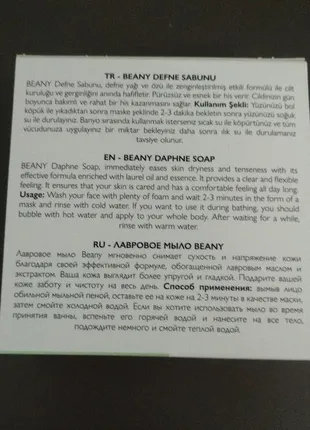 TR - BEANY DEFNE SABUNU
BEANY Defne Sabunu, defne yağı ve özü ile zenginleştirilmiş etkili formülü ile cilt
kuruluğu ve gerginliğini anında hafifletir. Pürüzsüz ve esnek bir his verir. Cildinizin gün
boyunca bakımlı ve rahat bir his kazanmasını sağlar. Kullanım Şekli: Yüzünüzü bol
köpük ile yıkadıktan sonra maske şeklinde 2-3 dakika bekletin soğuk su ile
durulayın. Banyo sırasında kullanmak isterseniz sıcak su ile köpürtünüz ve tüm
vücudunuza uygulayınız bir miktar bekleyiniz daha sonra ılık su ile durulamanız
tavsiye olunur.
EN - BEANY DAPHNE SOAP
BEANY Daphne Soap, immediately eases skin dryness and tenseness with its
effective formula enriched with laurel oil and essence. It provides a clear and flexible
feeling. It ensures that your skin is cared and has a comfortable feeling all day long.
Usage: Wash your face with plenty of foam and wait 2-3 minutes in the form of a
mask and rinse with cold water. If you want to use it during bathing, you should
bubble with hot water and apply to your whole body. After waiting for a while,
rinse with warm water.
RU - ЛАВРОВОЕ МЫЛО BEANY
Лавровое мыло Beany мгновенно снимает сухость и напряжение кожи
благодаря своей эффективной формуле, обогащенной лавровым маслом и
экстрактом. Ваша кожа выглядит более упругой и гладкой. Подарите вашей
коже заботу и чистоту на весь день. Способ применения: вымыв лицо
обильной мыльной пеной, оставьте ее на коже на 2-3 минуты в качестве маски,
затем смойте холодной водой. Если вы хотите использовать мыло во время
принятия ванны, вспеньте его горячей водой и нанесите на все тело,
подождите немного и смойте теплой водой.